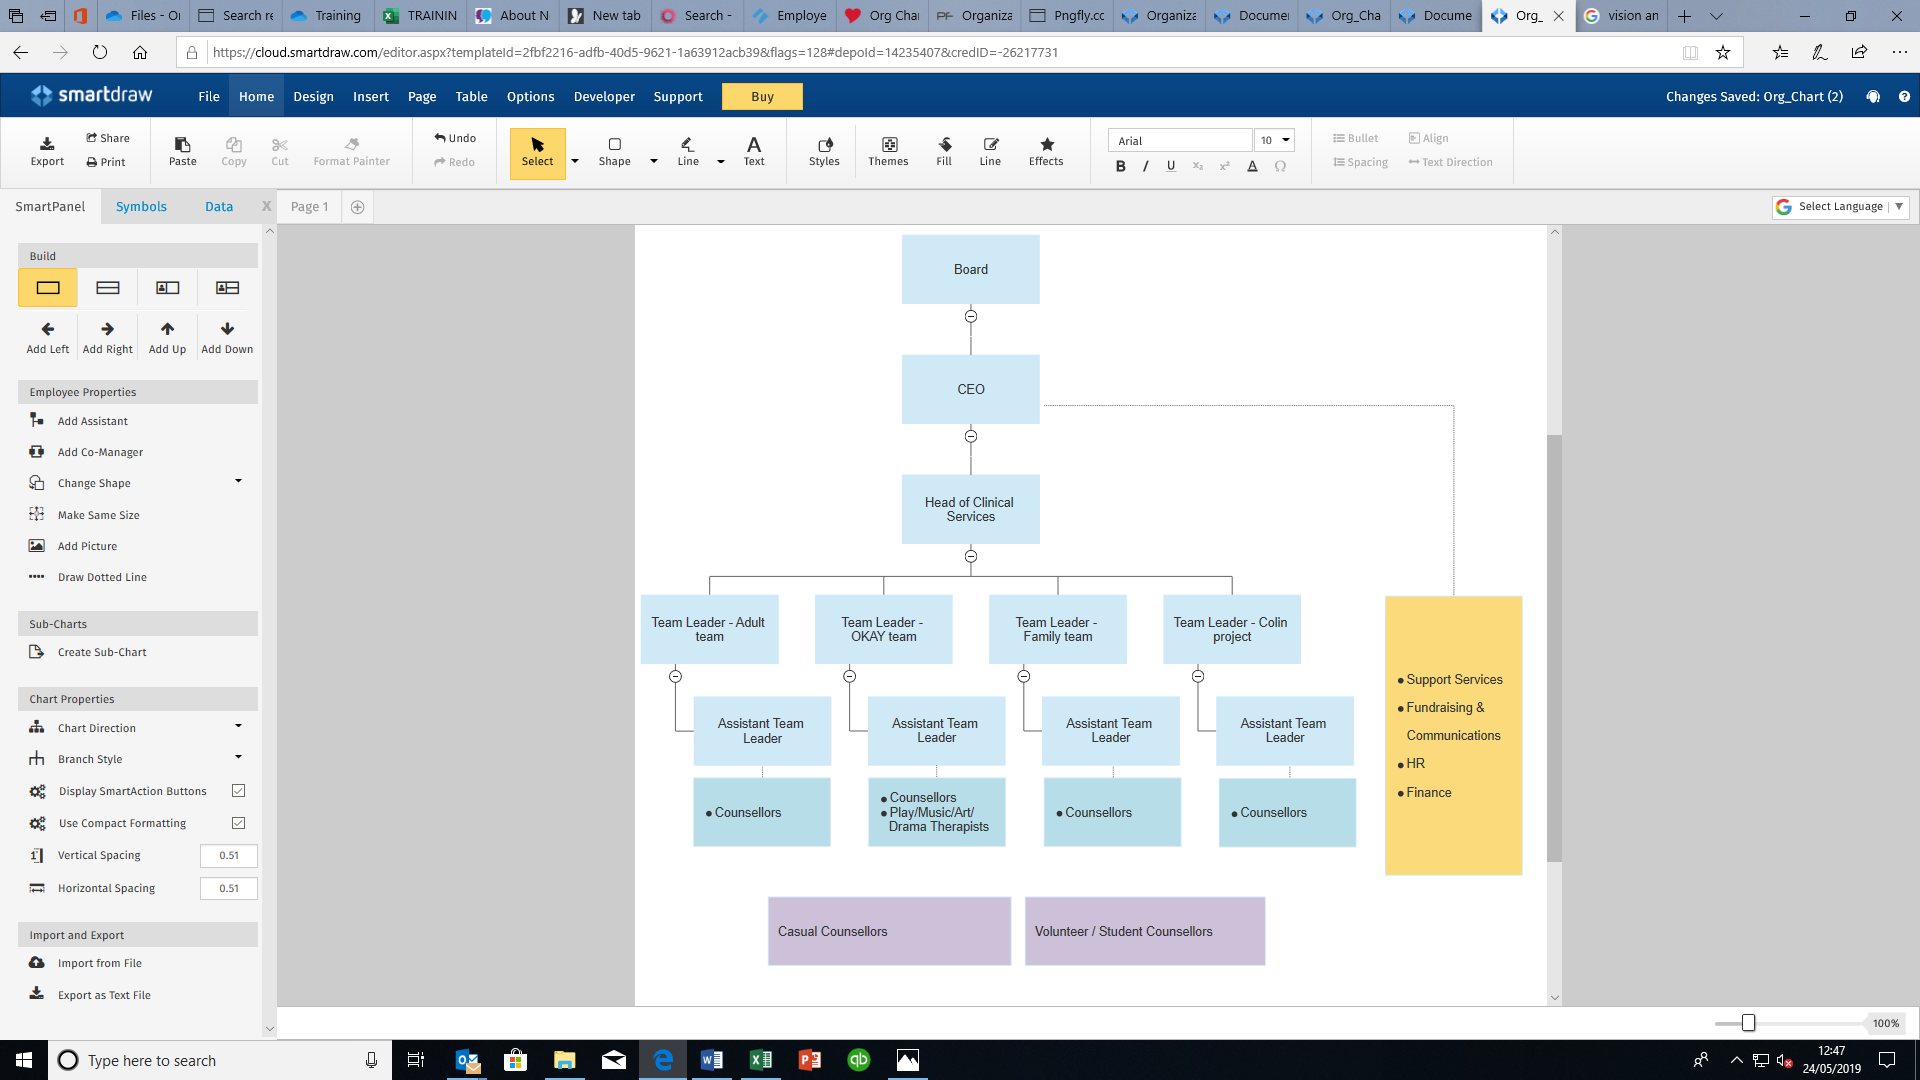 Files - Or
Search re
Training
TRAININ
About N
New tab
Search -
Employe
Org Char
Organiza
Pngfly.cc
Organiza
Documen
Org_Cha
Docume
Org_
vision an
https://cloud.smartdraw.com/editor.aspx?templateId=2fbf2216-adfb-40d5-9621-1a63912acb39&flags=128#depoId=14235407&credID=-26217731
smartdraw
File Home Design Insert Page Table Options Developer Support Buy
Changes Saved: Org_Chart (2)
Export
Share
Print
Paste
Copy
Cut
Format Painter
Undo
Redo
Select
Shape
Line
Text
Styles
Themes
Fill
Line
Effects
Arial
10
B I U
Bullet
Align
Spacing
Text Direction
SmartPanel Symbols Data X
Page 1
Select Language
Build
Add Left Add Right Add Up Add Down
Employee Properties
Add Assistant
Add Co-Manager
Change Shape
Make Same Size
Add Picture
Draw Dotted Line
Sub-Charts
Create Sub-Chart
Chart Properties
Chart Direction
Branch Style
Display SmartAction Buttons
Use Compact Formatting
Vertical Spacing 0.51
Horizontal Spacing 0.51
Import and Export
Import from File
Export as Text File
Board
CEO
Head of Clinical
Services
Team Leader - Adult
team
Team Leader -
OKAY team
Team Leader -
Family team
Team Leader - Colin
project
Assistant Team
Leader
Assistant Team
Leader
Assistant Team
Leader
Assistant Team
Leader
• Counsellors
• Counsellors
• Play/Music/Art/
Drama Therapists
• Counsellors
• Counsellors
• Support Services
• Fundraising &
Communications
• HR
• Finance
Casual Counsellors
Volunteer / Student Counsellors
100%
Type here to search
12:47
24/05/2019